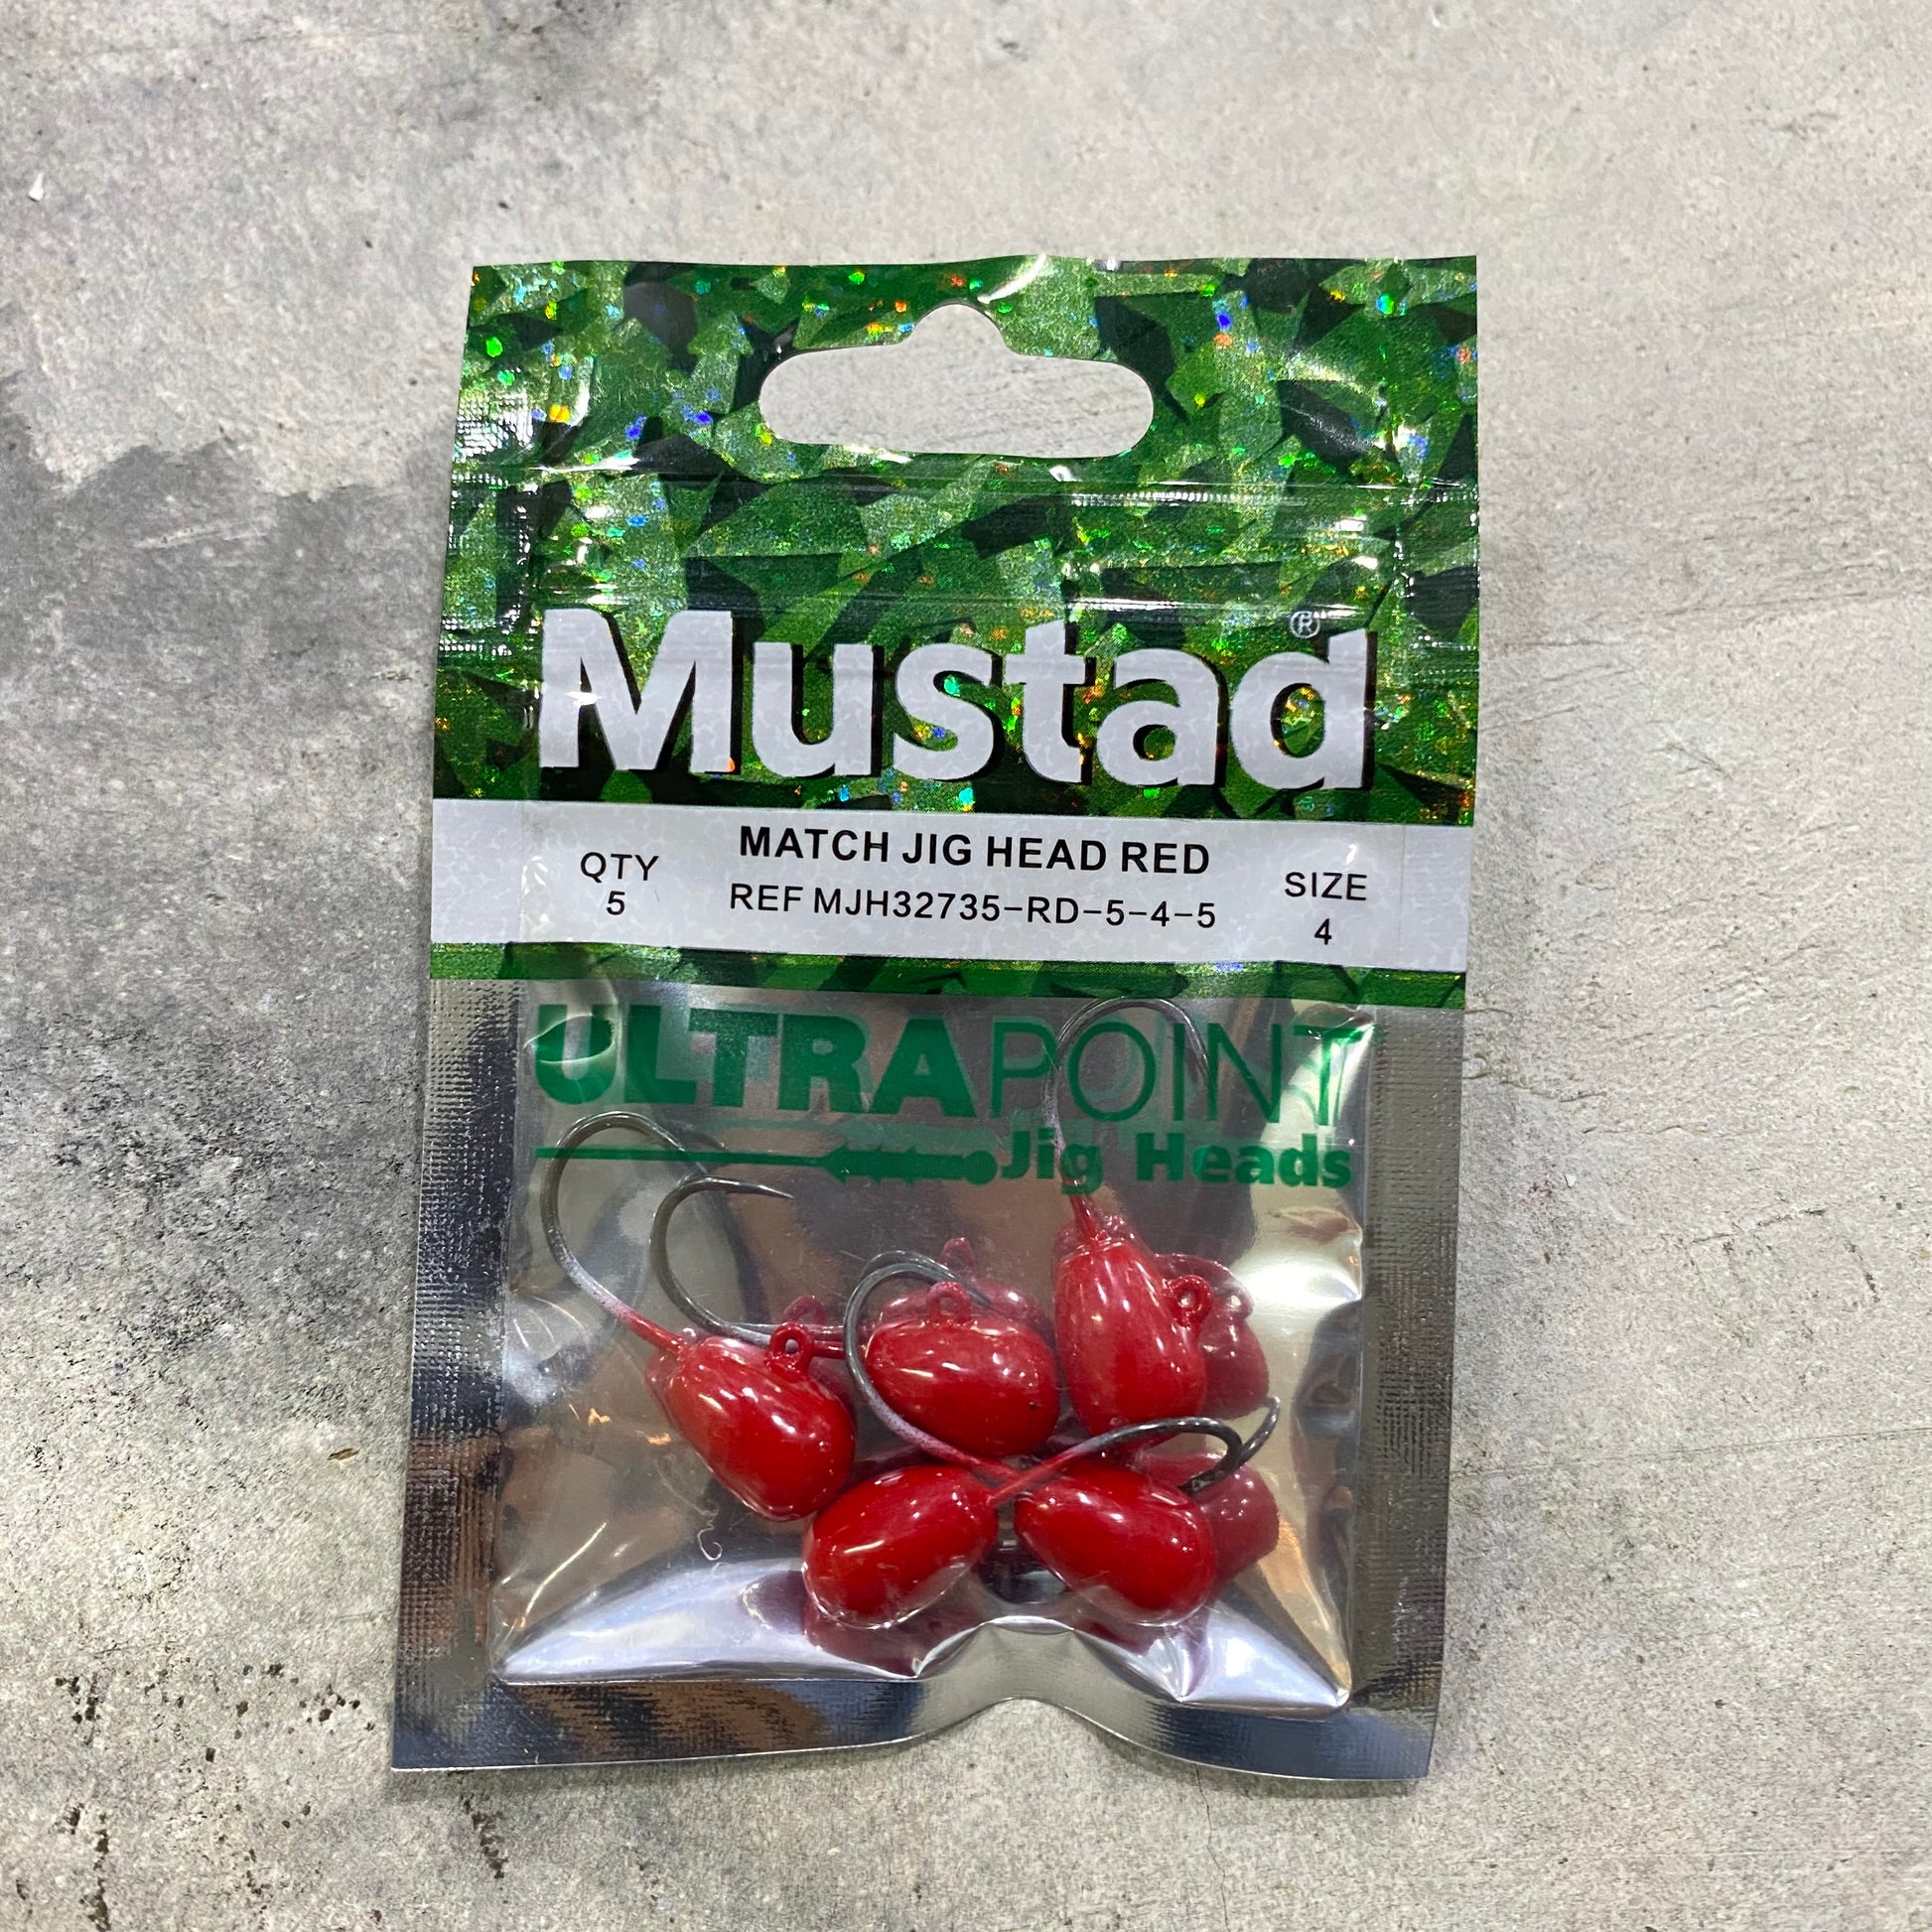 Mustad®
MATCH JIG HEAD RED
QTY
5
REF MJH32735-RD-5-4-5
SIZE
4
ULTRAPOINT
Jig Heads